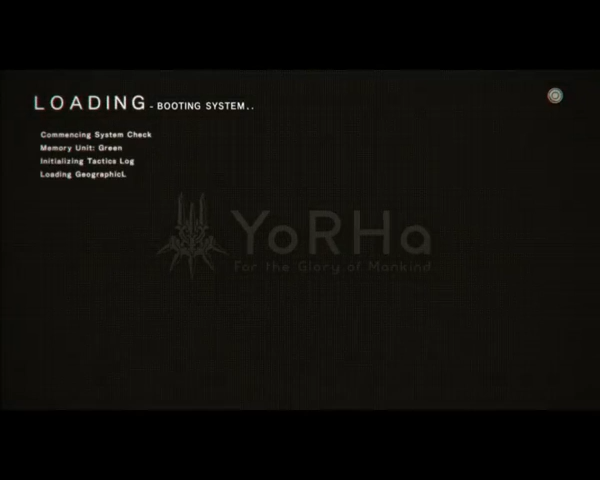 LOADING - BOOTING SYSTEM..
Commencing System Check
Memory Unit: Green
Initializing Tactics Log
Loading GeographicL
YoRHa
For the Glory of Mankind